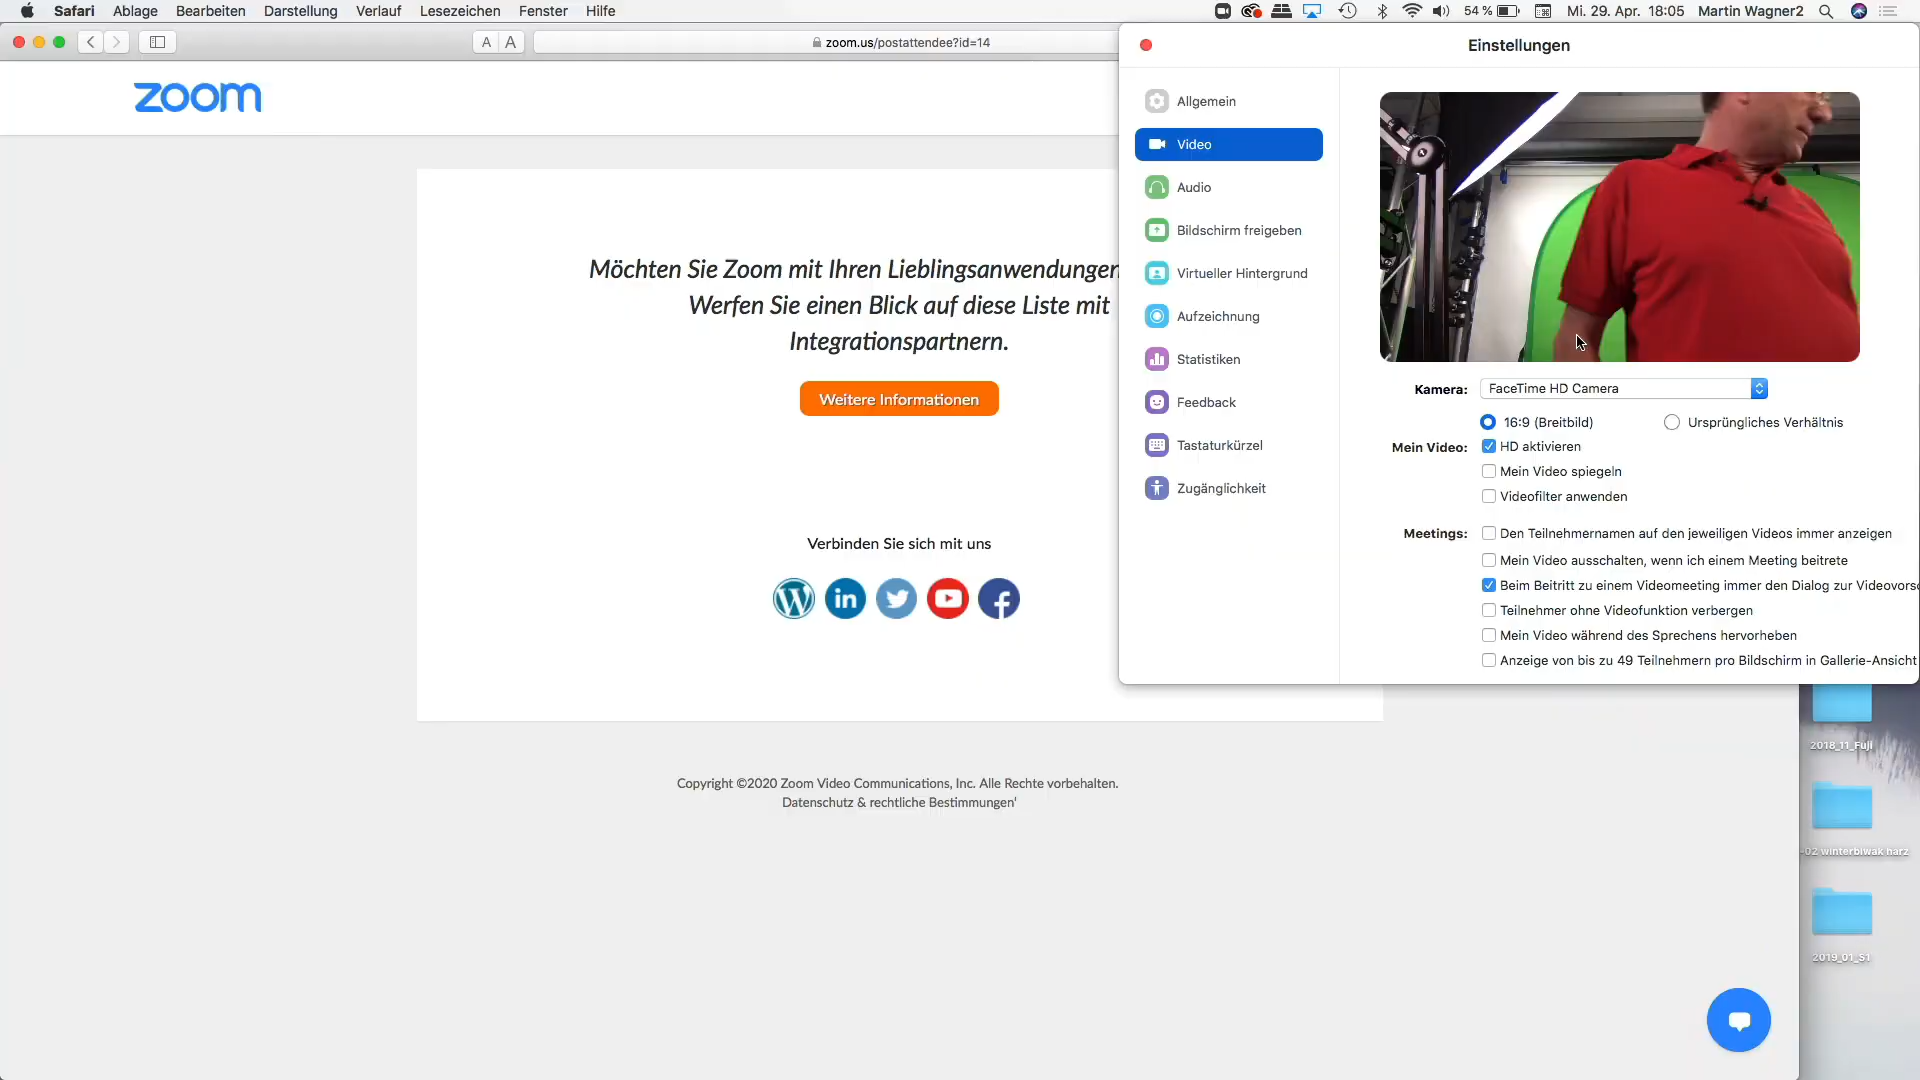 Safari Ablage Bearbeiten Darstellung Verlauf Lesezeichen Fenster Hilfe
54 % Mi. 29. Apr. 18:05 Martin Wagner2
A A
zoom.us/postattendee?id=14
zoom
Möchten Sie Zoom mit Ihren Lieblingsanwendungen
Werfen Sie einen Blick auf diese Liste mit
Integrationspartnern.
Weitere Informationen
Verbinden Sie sich mit uns
Copyright ©2020 Zoom Video Communications, Inc. Alle Rechte vorbehalten.
Datenschutz & rechtliche Bestimmungen'
Einstellungen
Allgemein
Video
Audio
Bildschirm freigeben
Virtueller Hintergrund
Aufzeichnung
Statistiken
Feedback
Tastaturkürzel
Zugänglichkeit
Kamera: FaceTime HD Camera
16:9 (Breitbild) Ursprüngliches Verhältnis
Mein Video: HD aktivieren
Mein Video spiegeln
Videofilter anwenden
Meetings: Den Teilnehmernamen auf den jeweiligen Videos immer anzeigen
Mein Video ausschalten, wenn ich einem Meeting beitrete
Beim Beitritt zu einem Videomeeting immer den Dialog zur Videovorsc
Teilnehmer ohne Videofunktion verbergen
Mein Video während des Sprechens hervorheben
Anzeige von bis zu 49 Teilnehmern pro Bildschirm in Gallerie-Ansicht
2018_11_Fuji
-02 winterbiwak harz
2019_01_S1